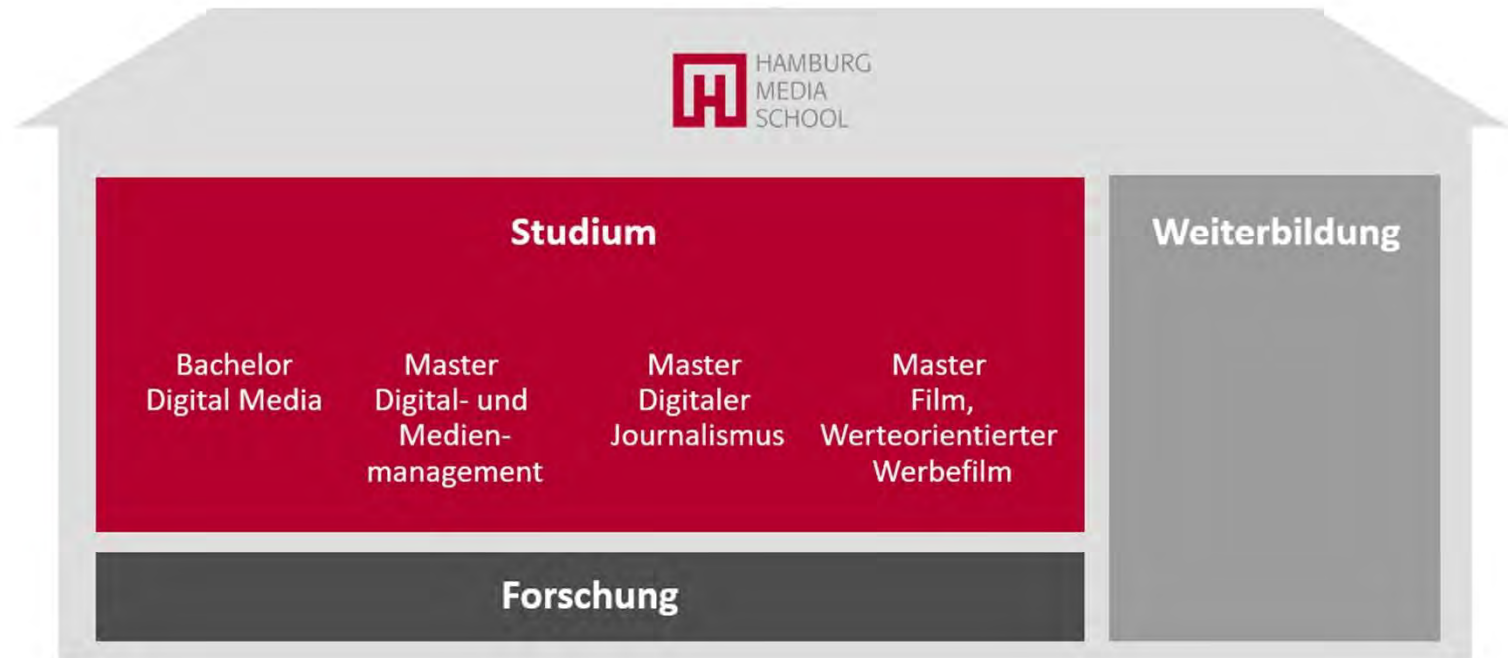 HAMBURG
MEDIA
SCHOOL
Studium
Bachelor
Digital Media
Master
Digital- und
Medien-
management
Master
Digitaler
Journalismus
Master
Film,
Werteorientierter
Werbefilm
Forschung
Weiterbildung